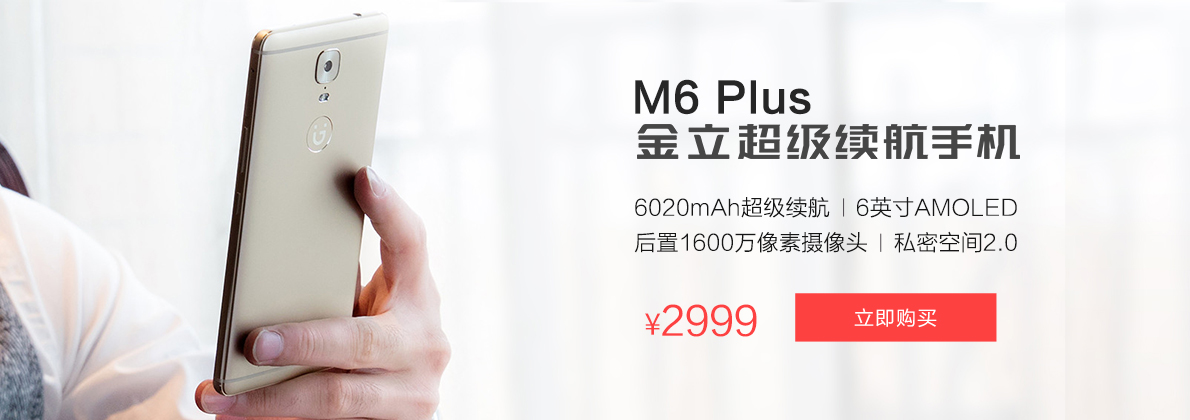 M6 Plus
金立超级续航手机
6020mAh超级续航 | 6英寸AMOLED
后置1600万像素摄像头 | 私密空间2.0
¥2999
立即购买